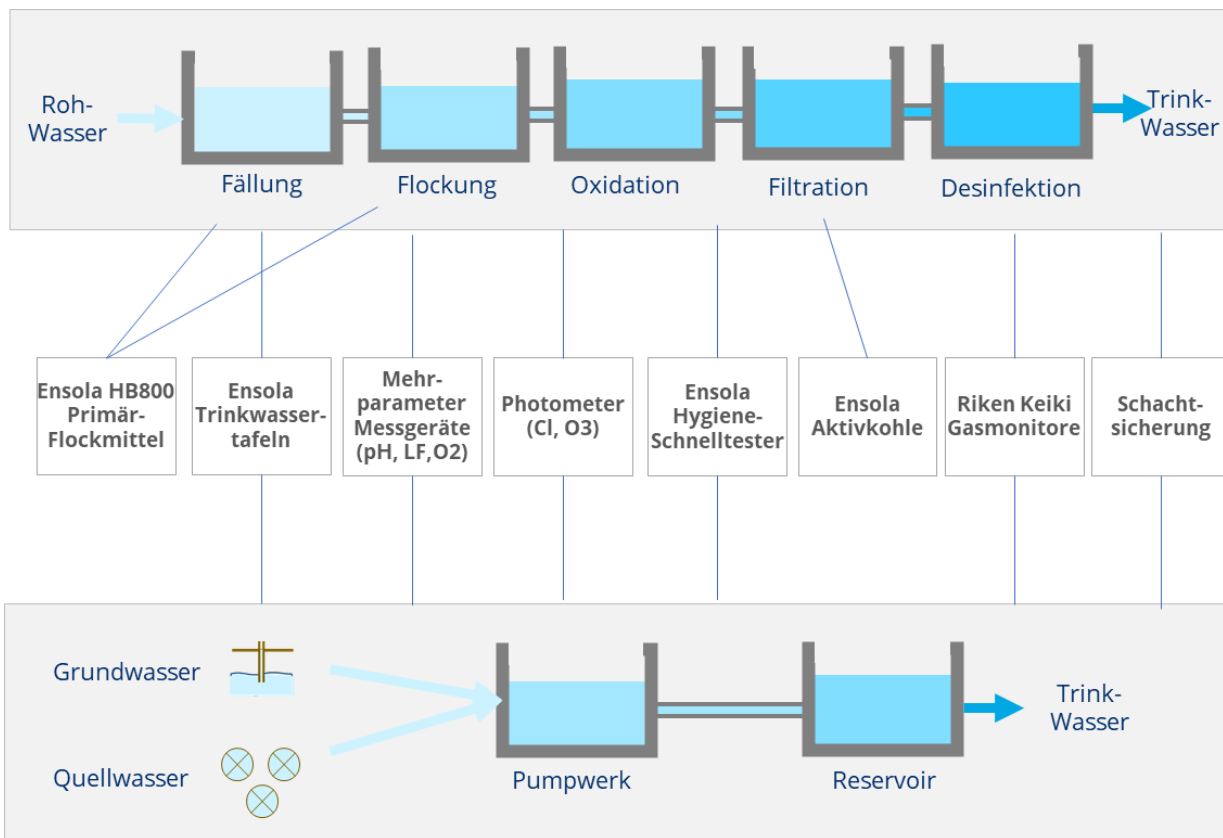 Roh-
Wasser
Trink-
Wasser
Fällung
Flockung
Oxidation
Filtration
Desinfektion
Ensola HB800
Primär-
Flockmittel
Ensola
Trinkwasser-
tafeln
Mehr-
parameter
Messgeräte
(pH, LF,O2)
Photometer
(Cl, O3)
Ensola
Hygiene-
Schnelltester
Ensola
Aktivkohle
Riken Keiki
Gasmonitore
Schacht-
sicherung
Grundwasser
Quellwasser
Pumpwerk
Reservoir
Trink-
Wasser